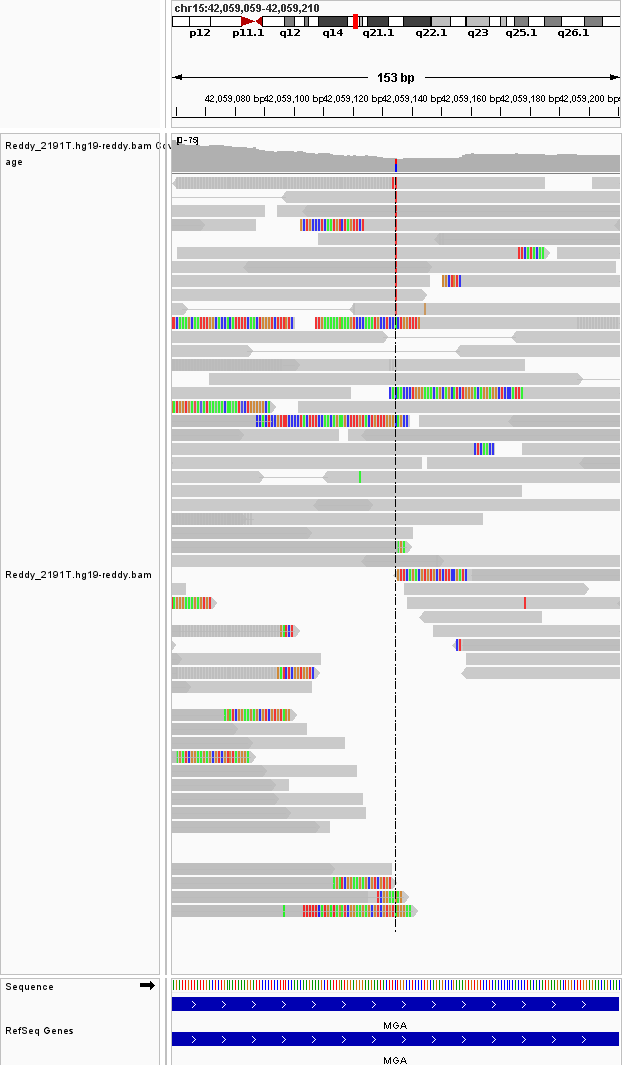 chr15:42,059,059-42,059,210
p12 p11.1 q12 q14 q21.1 q22.1 q23 q25.1 q26.1
153 bp
42,059,080 bp 42,059,100 bp 42,059,120 bp 42,059,140 bp 42,059,160 bp 42,059,180 bp 42,059,200 bp
Reddy_2191T.hg19-reddy.bam Co
age
Reddy_2191T.hg19-reddy.bam
Sequence
MGA
RefSeq Genes
MGA